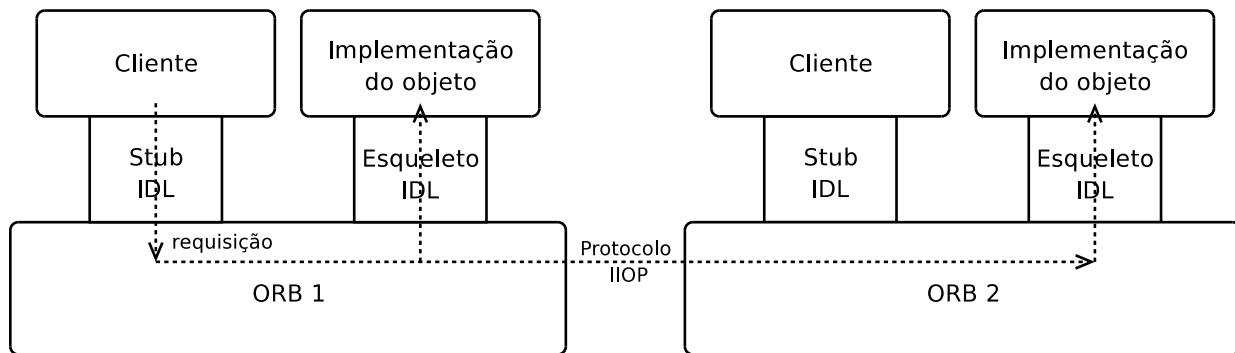 Cliente
Implementação
do objeto
Cliente
Implementação
do objeto
Stub
IDL
Esqueleto
IDL
Stub
IDL
Esqueleto
IDL
requisição
Protocolo
IIOP
ORB 1
ORB 2